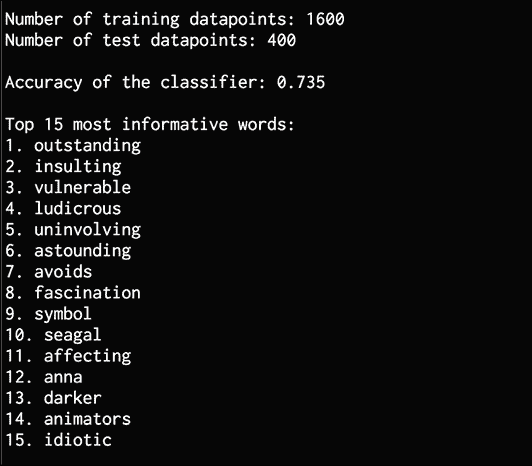 Number of training datapoints: 1600
Number of test datapoints: 400
Accuracy of the classifier: 0.735
Top 15 most informative words:
1. outstanding
2. insulting
3. vulnerable
4. ludicrous
5. uninvolving
6. astounding
7. avoids
8. fascination
9. symbol
10. seagal
11. affecting
12. anna
13. darker
14. animators
15. idiotic